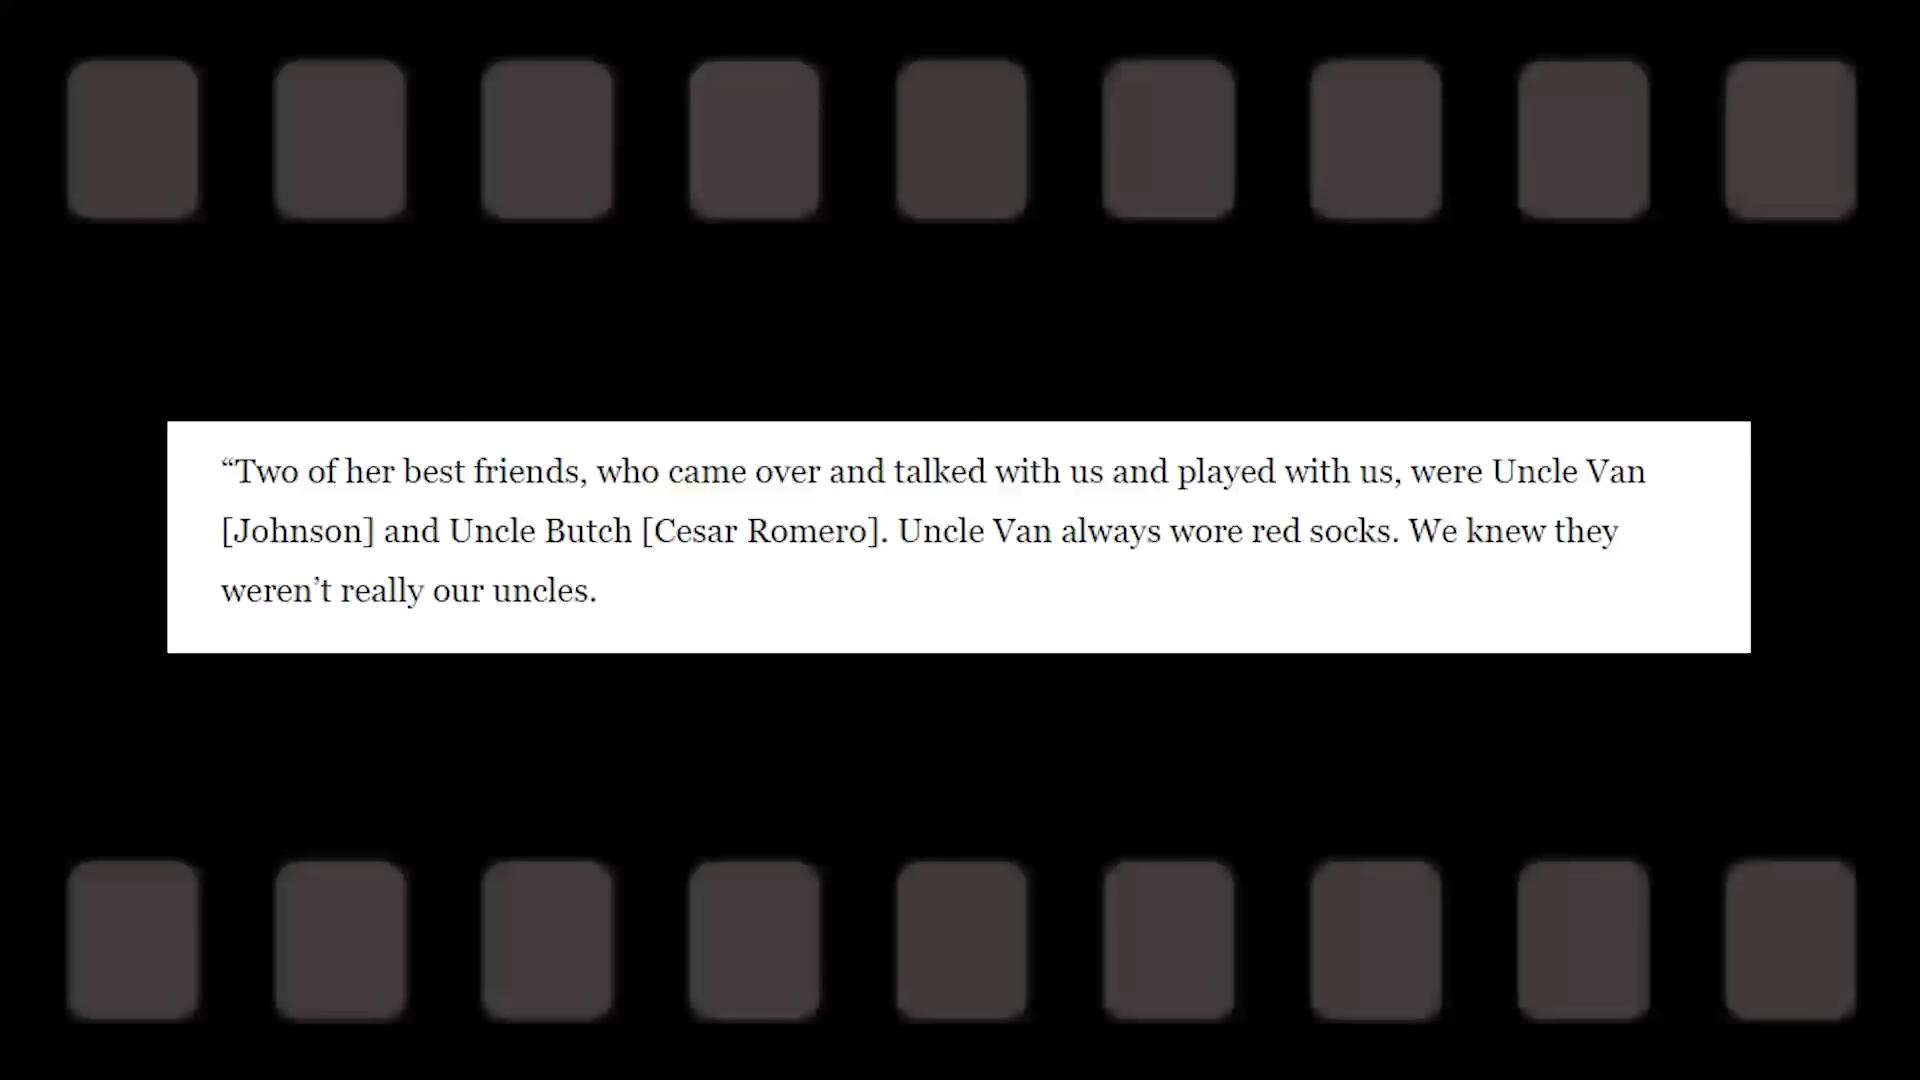 “Two of her best friends, who came over and talked with us and played with us, were Uncle Van
[Johnson] and Uncle Butch [Cesar Romero]. Uncle Van always wore red socks. We knew they
weren’t really our uncles.